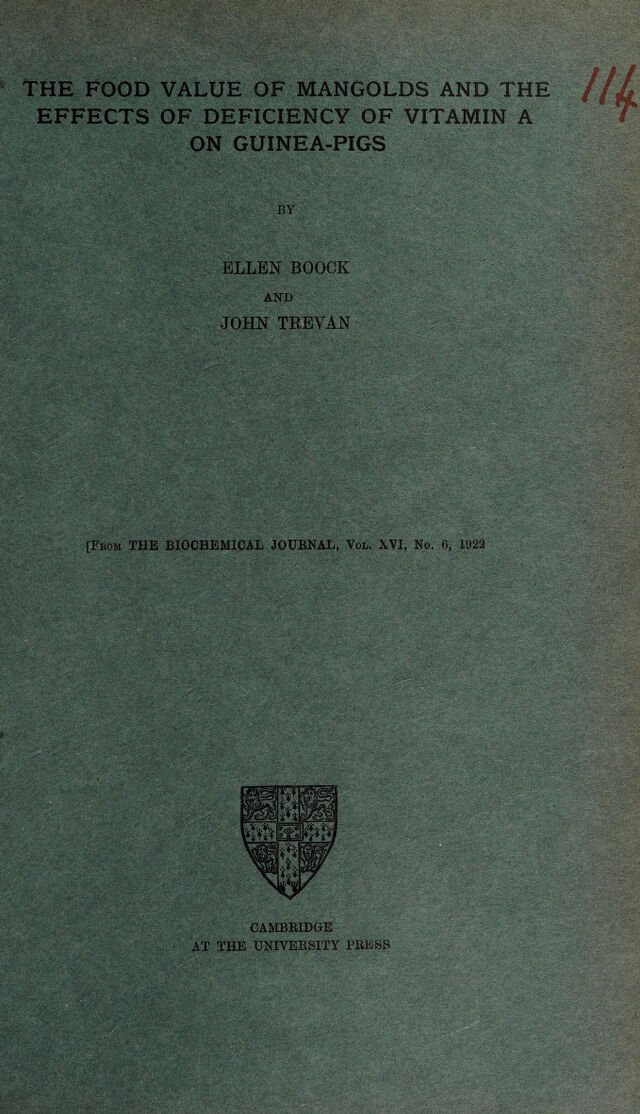 THE FOOD VALUE OF MANGOLDS AND THE
EFFECTS OF DEFICIENCY OF VITAMIN A
ON GUINEA-PIGS
114
BY
ELLEN BOOCK
AND
JOHN TREVAN
[From THE BIOCHEMICAL JOURNAL, Vol. XVI, No. 6, 1922
CAMBRIDGE
AT THE UNIVERSITY PRESS